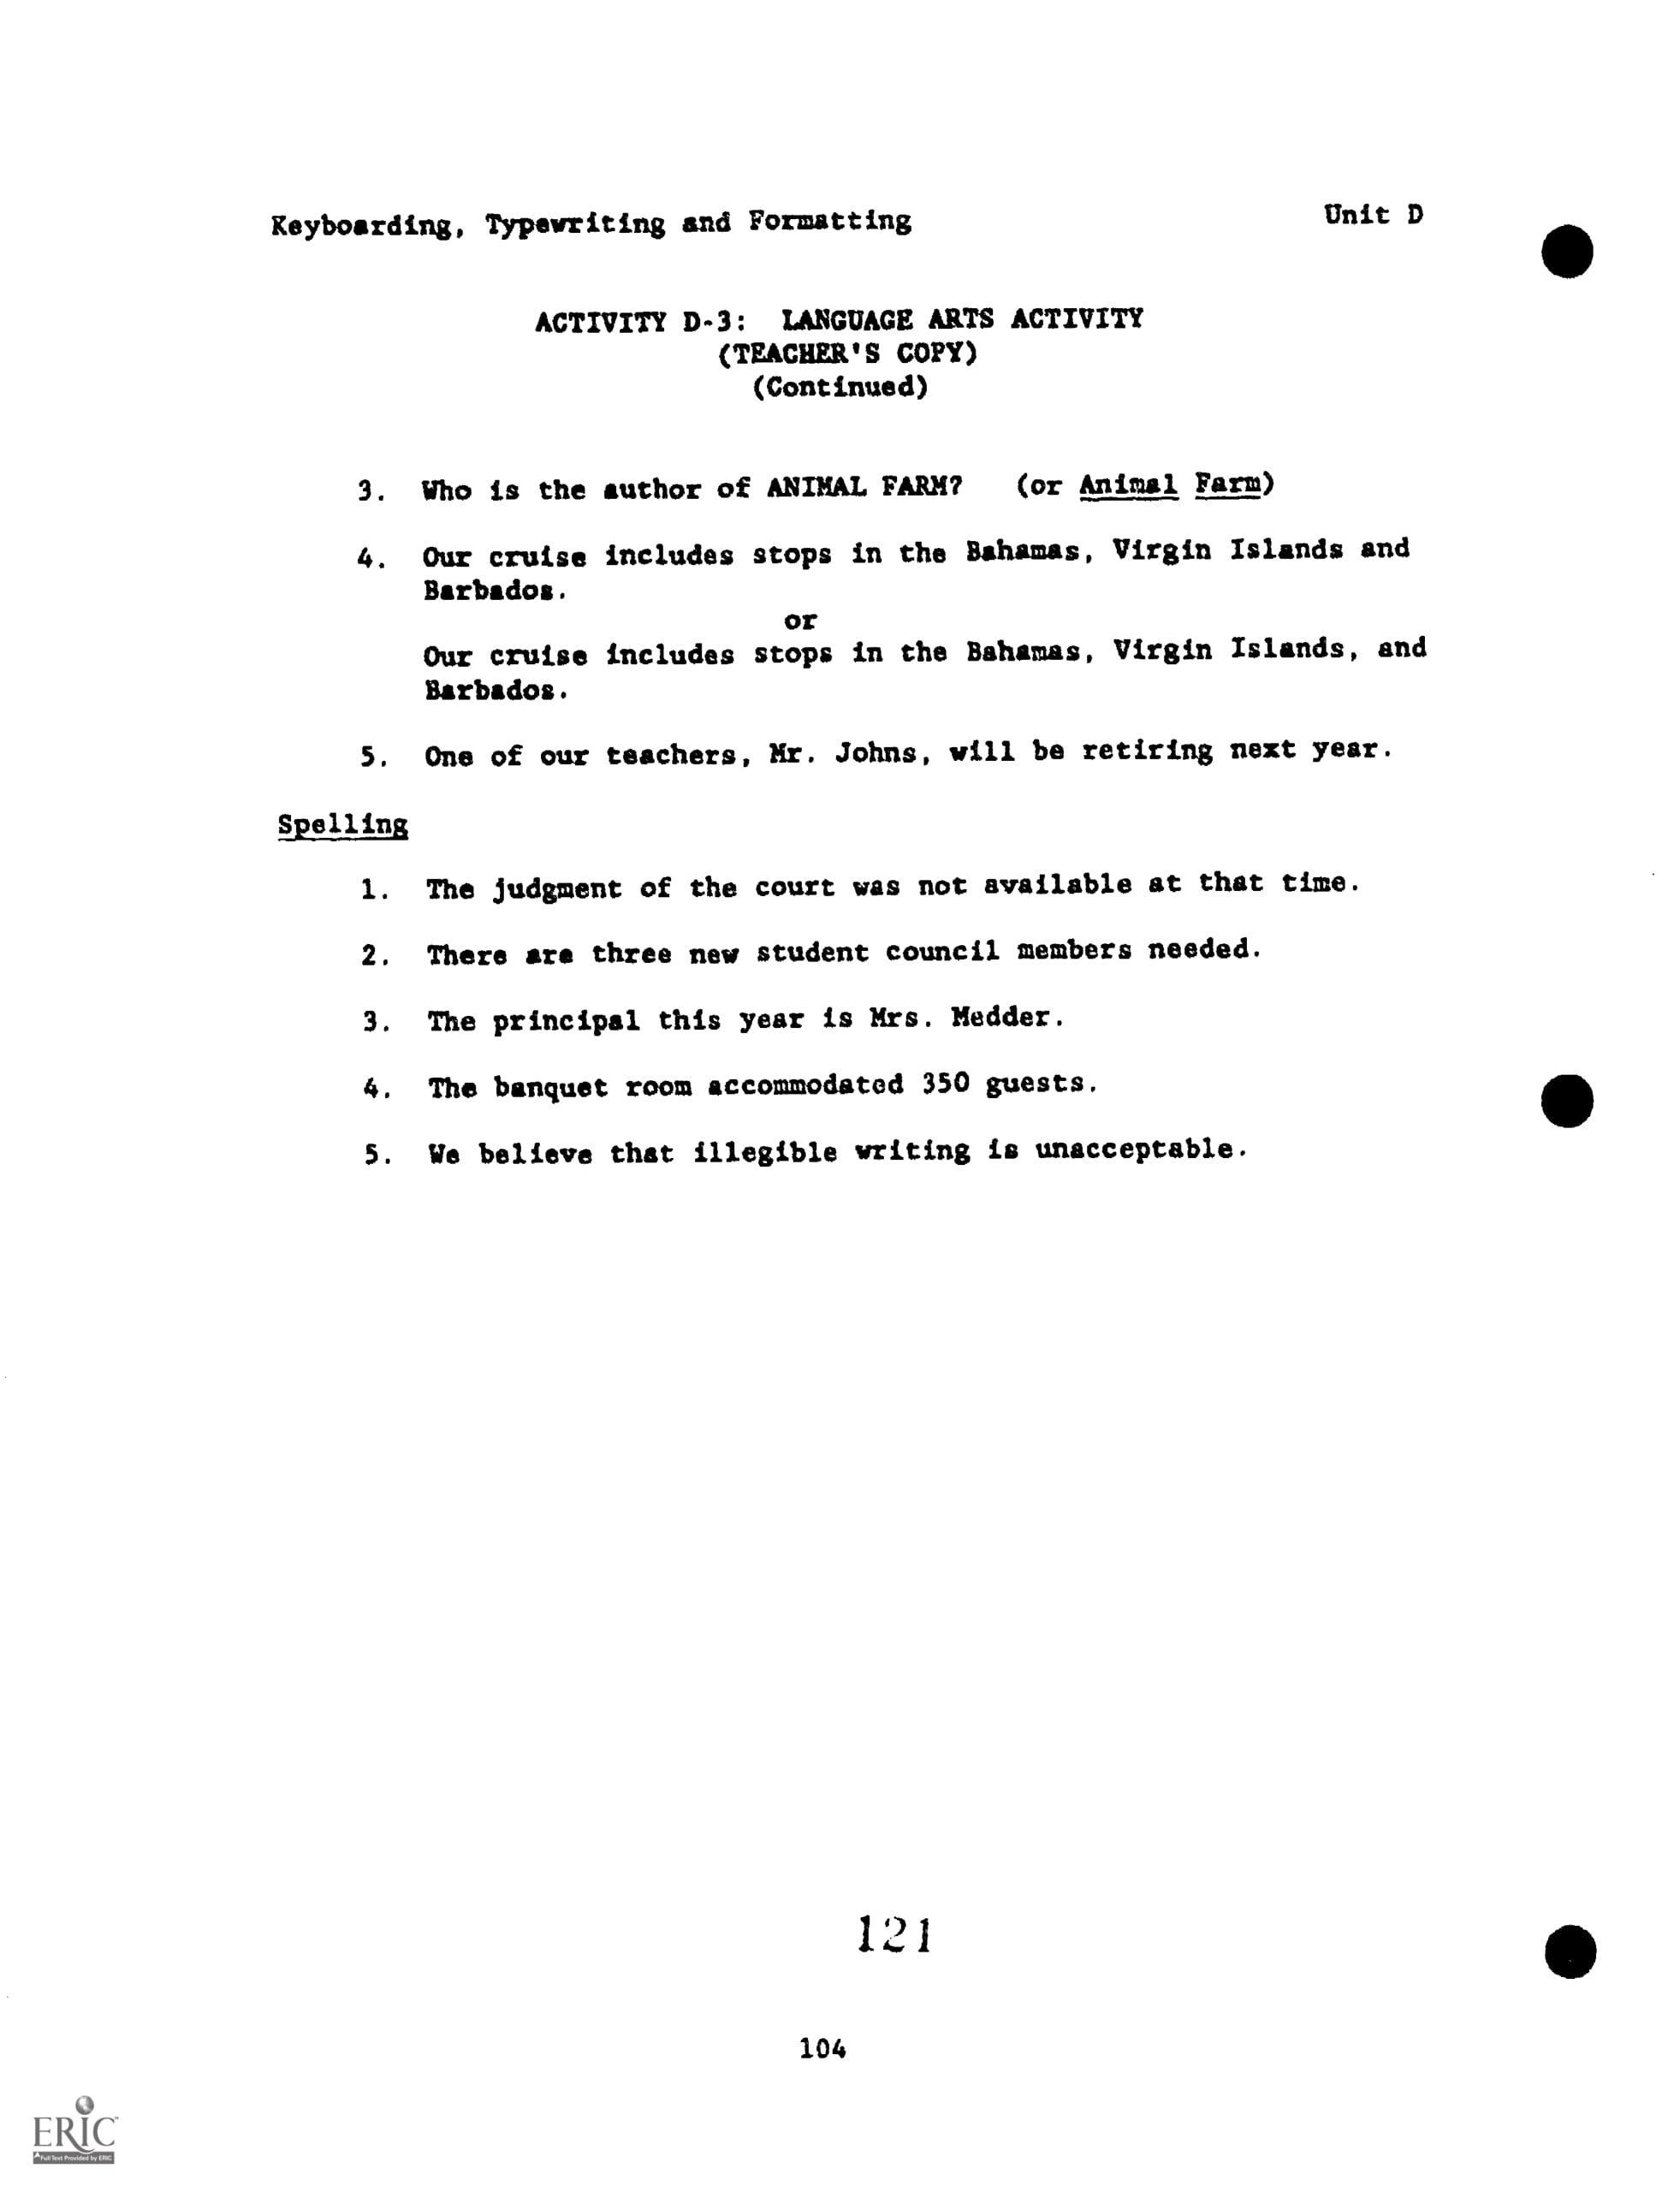 Keyboarding, Typewriting and Formatting Unit D
ACTIVITY D-3: LANGUAGE ARTS ACTIVITY
(TEACHER'S COPY)
(Continued)
3. Who is the author of ANIMAL FARM? (or Animal Farm)
4. Our cruise includes stops in the Bahamas, Virgin Islands and
Barbados.
or
Our cruise includes stops in the Bahamas, Virgin Islands, and
Barbados.
5. One of our teachers, Mr. Johns, will be retiring next year.
Spelling
1. The judgment of the court was not available at that time.
2. There are three new student council members needed.
3. The principal this year is Mrs. Medder.
4. The banquet room accommodated 350 guests.
5. We believe that illegible writing is unacceptable.
121
104
ERIC
Full Text Provided by ERIC